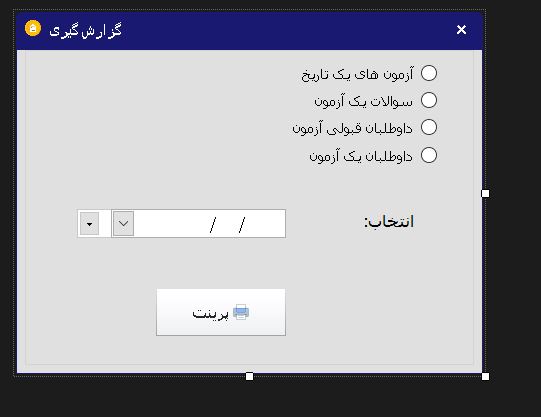 گزارش گیری
آزمون های یک تاریخ
سوالات یک آزمون
داوطلبان قبولی آزمون
داوطلبان یک آزمون
انتخاب:
/ /
پرینت